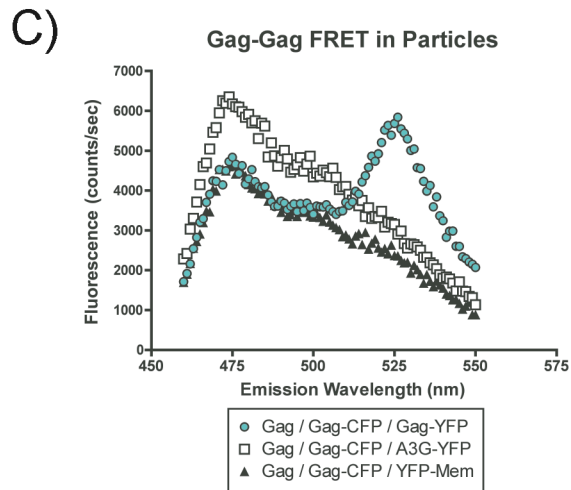 C)
Gag-Gag FRET in Particles
Fluorescence (counts/sec)
7000
6000
5000
4000
3000
2000
1000
0
450 475 500 525 550 575
Emission Wavelength (nm)
Gag / Gag-CFP / Gag-YFP
Gag / Gag-CFP / A3G-YFP
Gag / Gag-CFP / YFP-Mem